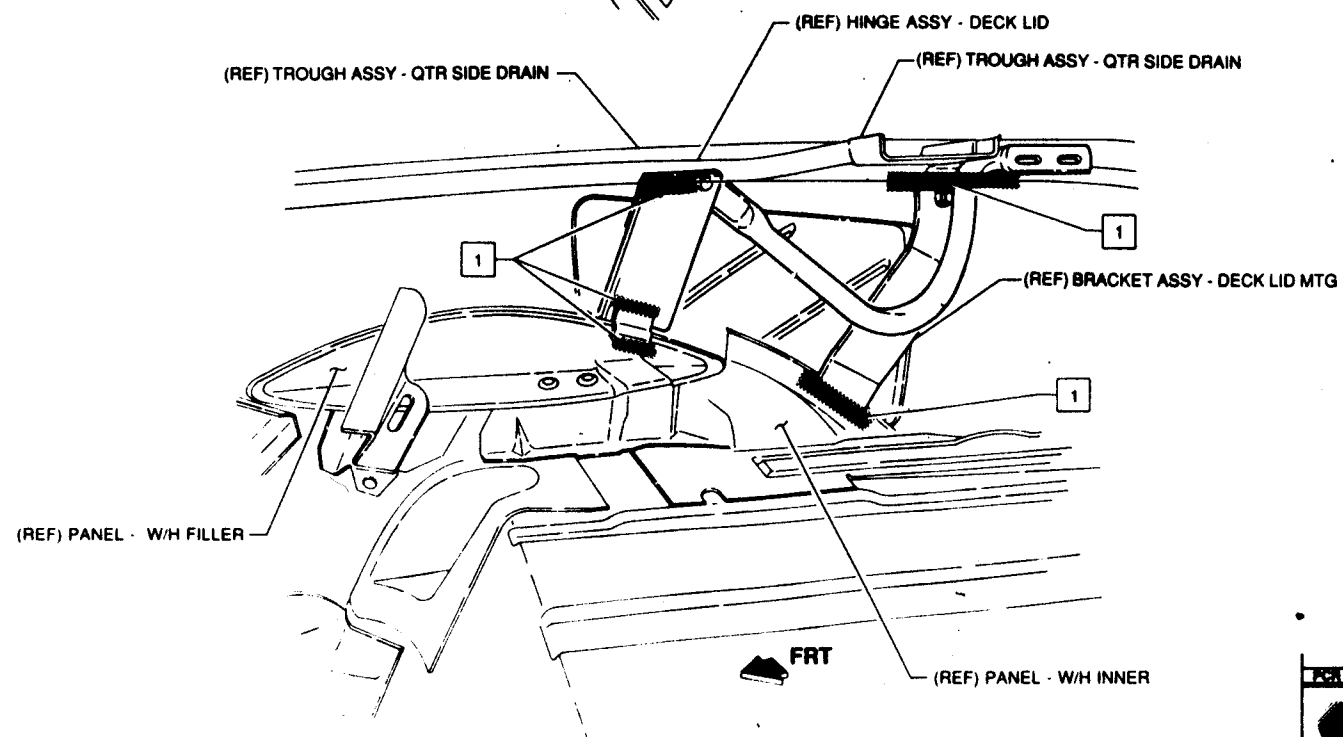 (REF) HINGE ASSY - DECK LID
(REF) TROUGH ASSY - QTR SIDE DRAIN
(REF) TROUGH ASSY - QTR SIDE DRAIN
1
1
(REF) BRACKET ASSY - DECK LID MTG
1
(REF) PANEL - W/H FILLER
FRT
(REF) PANEL - W/H INNER